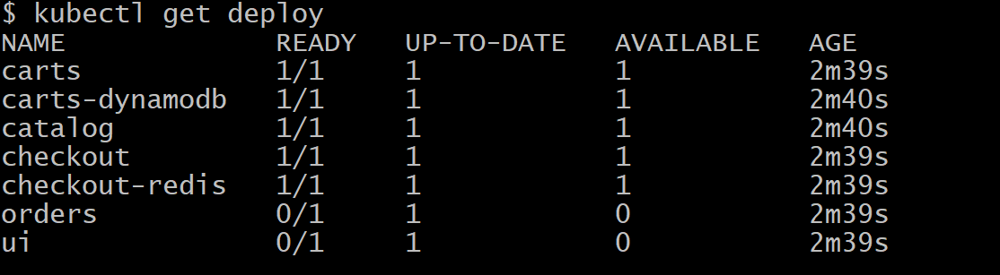 $ kubectl get deploy
NAME             READY   UP-TO-DATE   AVAILABLE   AGE
carts            1/1     1            1           2m39s
carts-dynamodb   1/1     1            1           2m40s
catalog          1/1     1            1           2m40s
checkout         1/1     1            1           2m39s
checkout-redis   1/1     1            1           2m39s
orders           0/1     1            0           2m39s
ui               0/1     1            0           2m39s